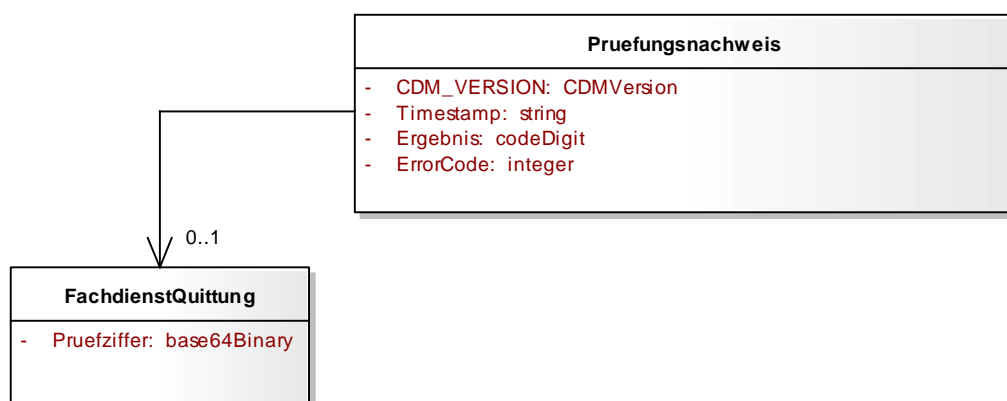 Pruefungsnachweis
- CDM_VERSION: CDMVersion
- Timestamp: string
- Ergebnis: codeDigit
- ErrorCode: integer
0..1
FachdienstQuittung
- Pruefziffer: base64Binary